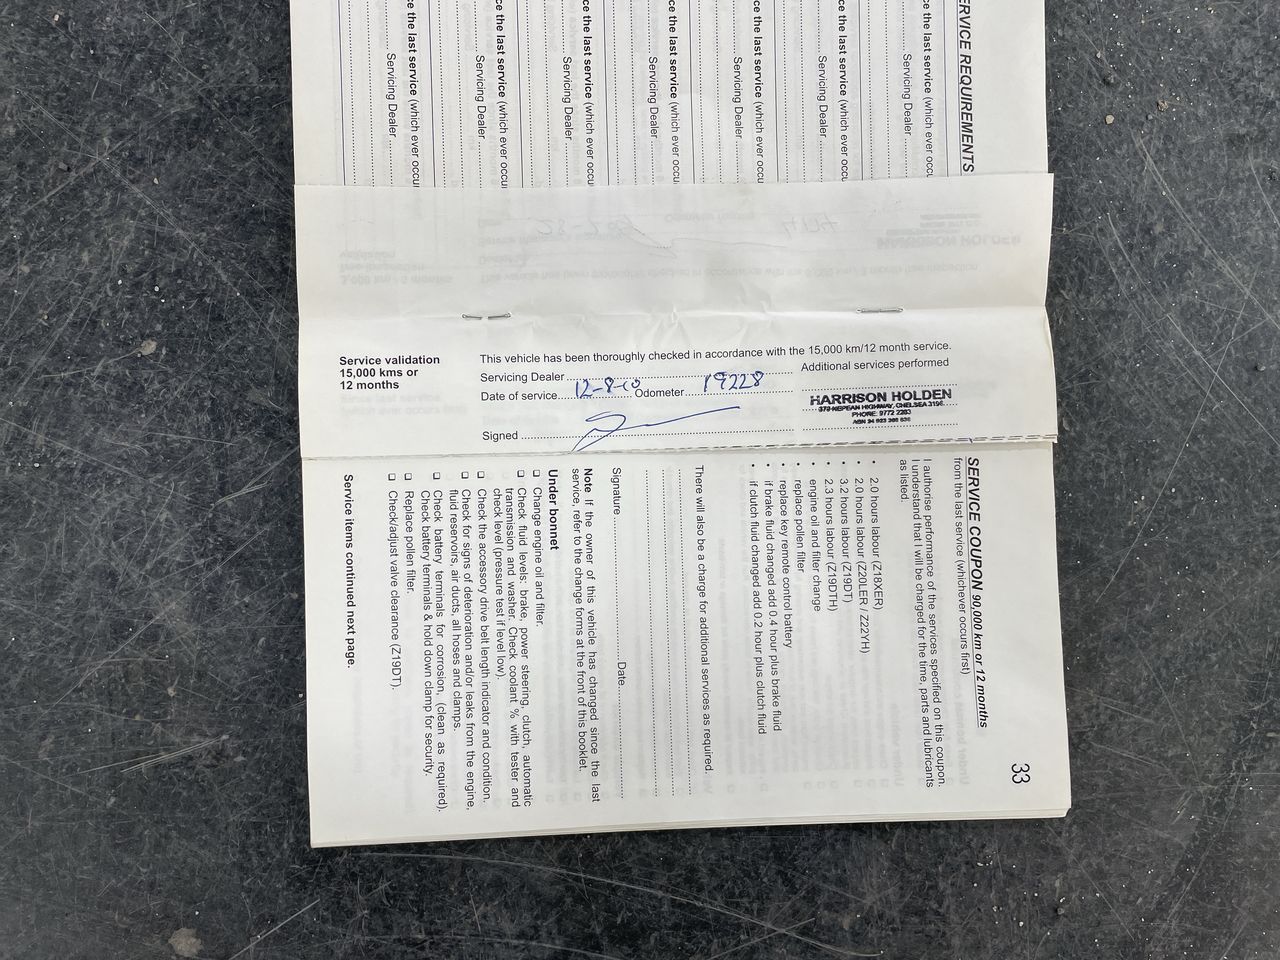 SERVICE REQUIREMENTS
ce the last service (which ever occu
Servicing Dealer
ce the last service (which ever occu
Servicing Dealer
ce the last service (which ever occu
Servicing Dealer
ce the last service (which ever occu
Servicing Dealer
ce the last service (which ever occu
Servicing Dealer
ce the last service (which ever occu
Servicing Dealer
ce the last service (which ever occu
Servicing Dealer
Service validation
15,000 kms or
12 months
This vehicle has been thoroughly checked in accordance with the 15,000 km/12 month service.
Servicing Dealer
Additional services performed
Date of service 12-8-10 Odometer 19228
Signed
HARRISON HOLDEN
379 NEPEAN HIGHWAY, CHELSEA 3196
PHONE: 9772 2283
33
SERVICE COUPON 90,000 km or 12 months
from the last service (whichever occurs first)
I authorise performance of the services specified on this coupon.
I understand that I will be charged for the time, parts and lubricants
as listed.
• 2.0 hours labour (Z18XER)
• 2.0 hours labour (Z20LER / Z22YH)
• 3.2 hours labour (Z19DT)
• 2.3 hours labour (Z19DTH)
• engine oil and filter change
• replace pollen filter
• replace key remote control battery
• if brake fluid changed add 0.4 hour plus brake fluid
• if clutch fluid changed add 0.2 hour plus clutch fluid
There will also be a charge for additional services as required.
Signature Date
Note If the owner of this vehicle has changed since the last
service, refer to the change forms at the front of this booklet.
Under bonnet
❑ Change engine oil and filter.
❑ Check fluid levels: brake, power steering, clutch, automatic
transmission and washer. Check coolant % with tester and
check level (pressure test if level low).
❑ Check the accessory drive belt length indicator and condition.
❑ Check for signs of deterioration and/or leaks from the engine,
fluid reservoirs, air ducts, all hoses and clamps.
❑ Check battery terminals for corrosion, (clean as required).
Check battery terminals & hold down clamp for security.
❑ Replace pollen filter.
❑ Check/adjust valve clearance (Z19DT).
Service items continued next page.